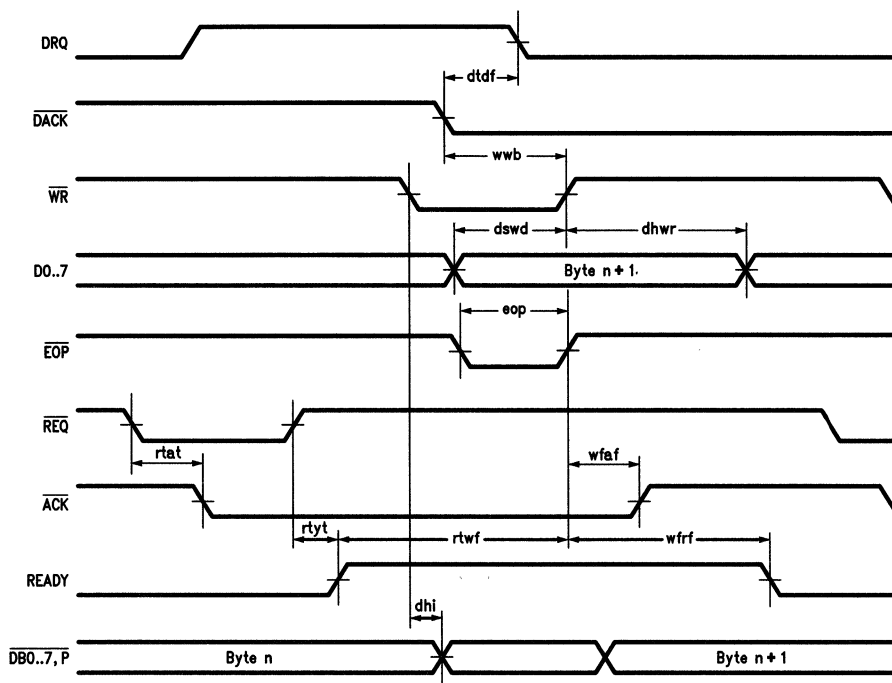 DRQ
dtdf
DACK
wwb
WR
dswd
dhwr
D0..7
Byte n + 1.
eop
EOP
REQ
rtat
wfaf
ACK
rtyt
rtwf
wfrf
READY
dhi
DB0..7, P
Byte n
Byte n + 1